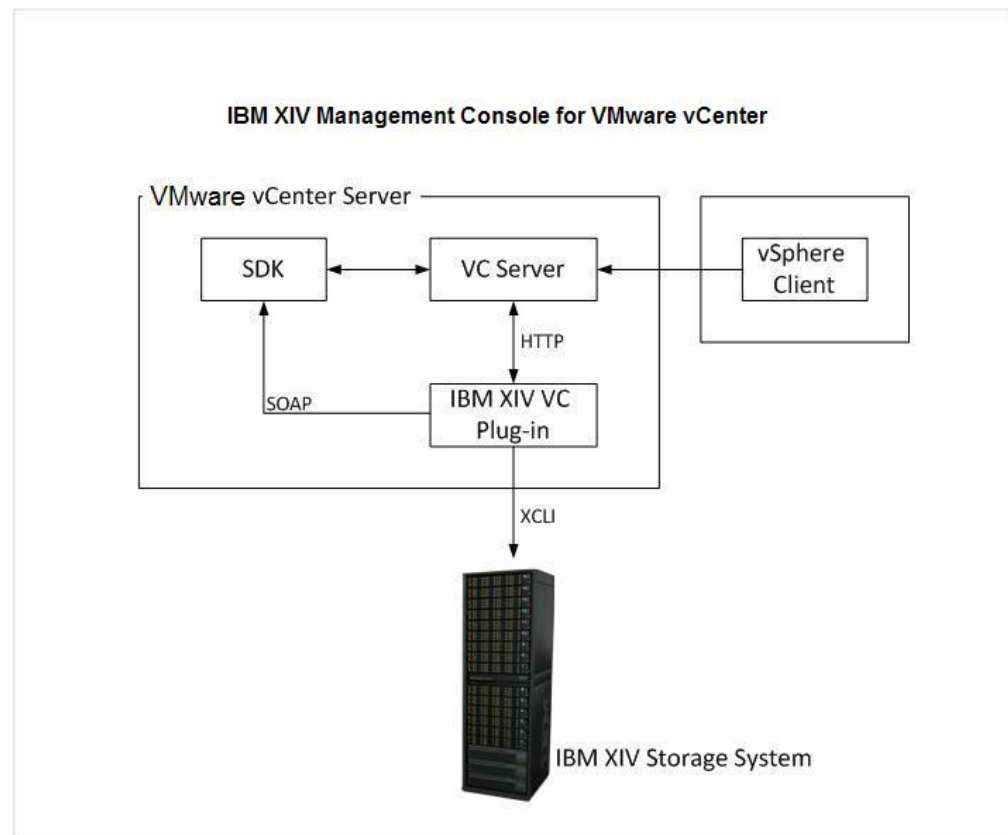 IBM XIV Management Console for VMware vCenter
VMware vCenter Server
SDK
VC Server
vSphere
Client
HTTP
SOAP
IBM XIV VC
Plug-in
XCLI
IBM XIV Storage System